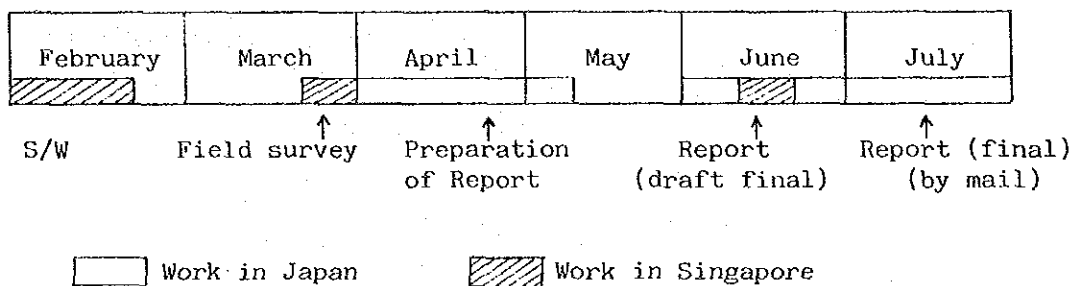 February March April May June July
S/W Field survey Preparation Report Report (final)
of Report (draft final) (by mail)
Work in Japan Work in Singapore